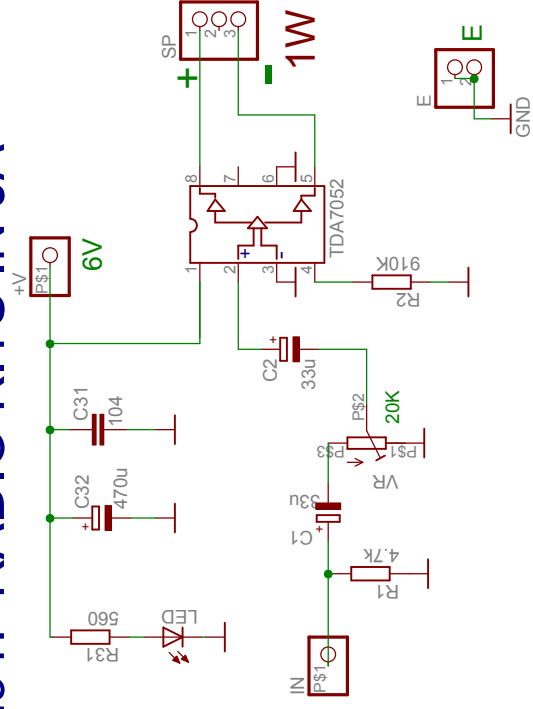 SP
1
2
3
+
-
1W
E
1
2
E
GND
8
7
6
5
TDA7052
1
2
3
4
+
-
+V
P$1
6V
910K
R2
C2
+
33u
C31
104
C32
+
470u
P$2
20K
P$3
P$1
VR
33u
C1
+
4.7k
R1
560
R31
LED
IN
P$1